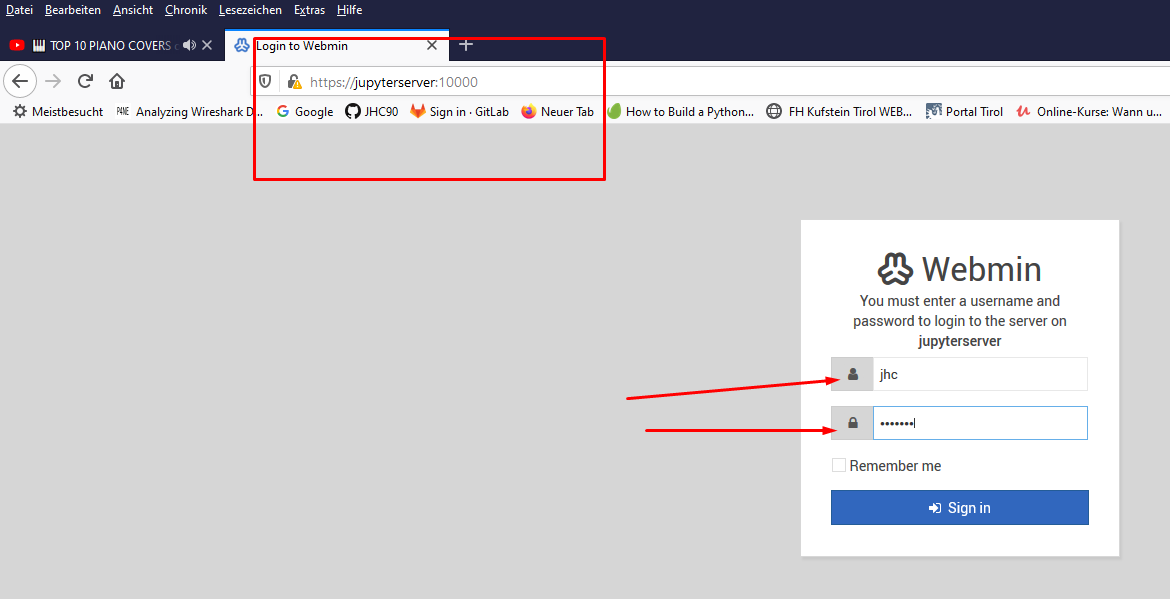 Datei Bearbeiten Ansicht Chronik Lesezeichen Extras Hilfe
TOP 10 PIANO COVERS Login to Webmin
https://jupyterserver:10000
Meistbesucht Analyzing Wireshark D... Google JHC90 Sign in · GitLab Neuer Tab How to Build a Python... FH Kufstein Tirol WEB... Portal Tirol Online-Kurse: Wann u...
Webmin
You must enter a username and
password to login to the server on
jupyterserver
jhc
•••••••
Remember me
Sign in